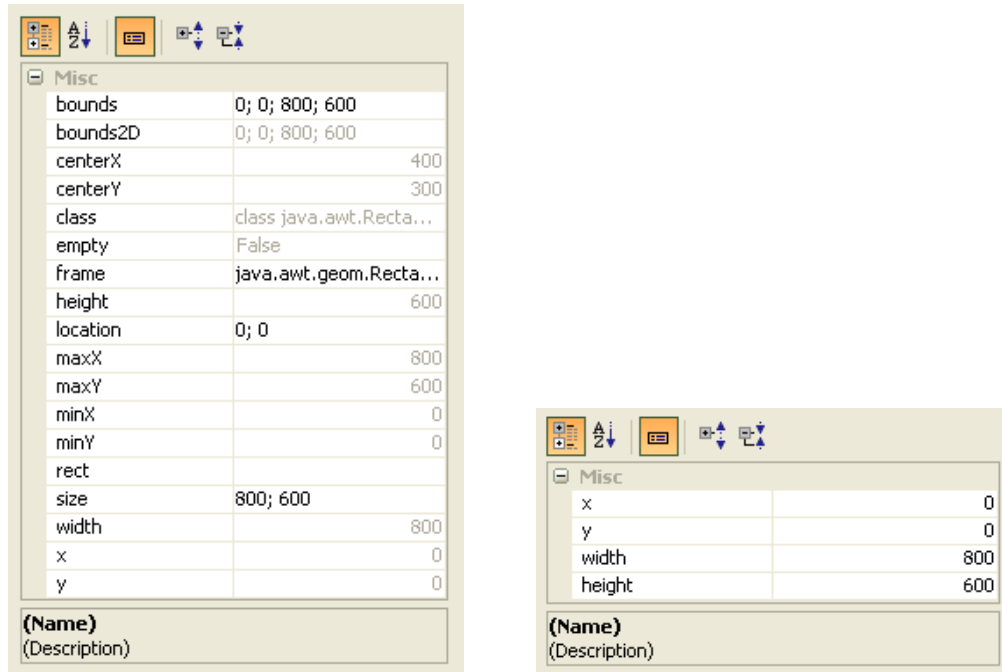 Misc
bounds 0; 0; 800; 600
bounds2D 0; 0; 800; 600
centerX 400
centerY 300
class class java.awt.Recta...
empty False
frame java.awt.geom.Recta...
height 600
location 0; 0
maxX 800
maxY 600
minX 0
minY 0
rect
size 800; 600
width 800
x 0
y 0
(Name)
(Description)
Misc
x 0
y 0
width 800
height 600
(Name)
(Description)